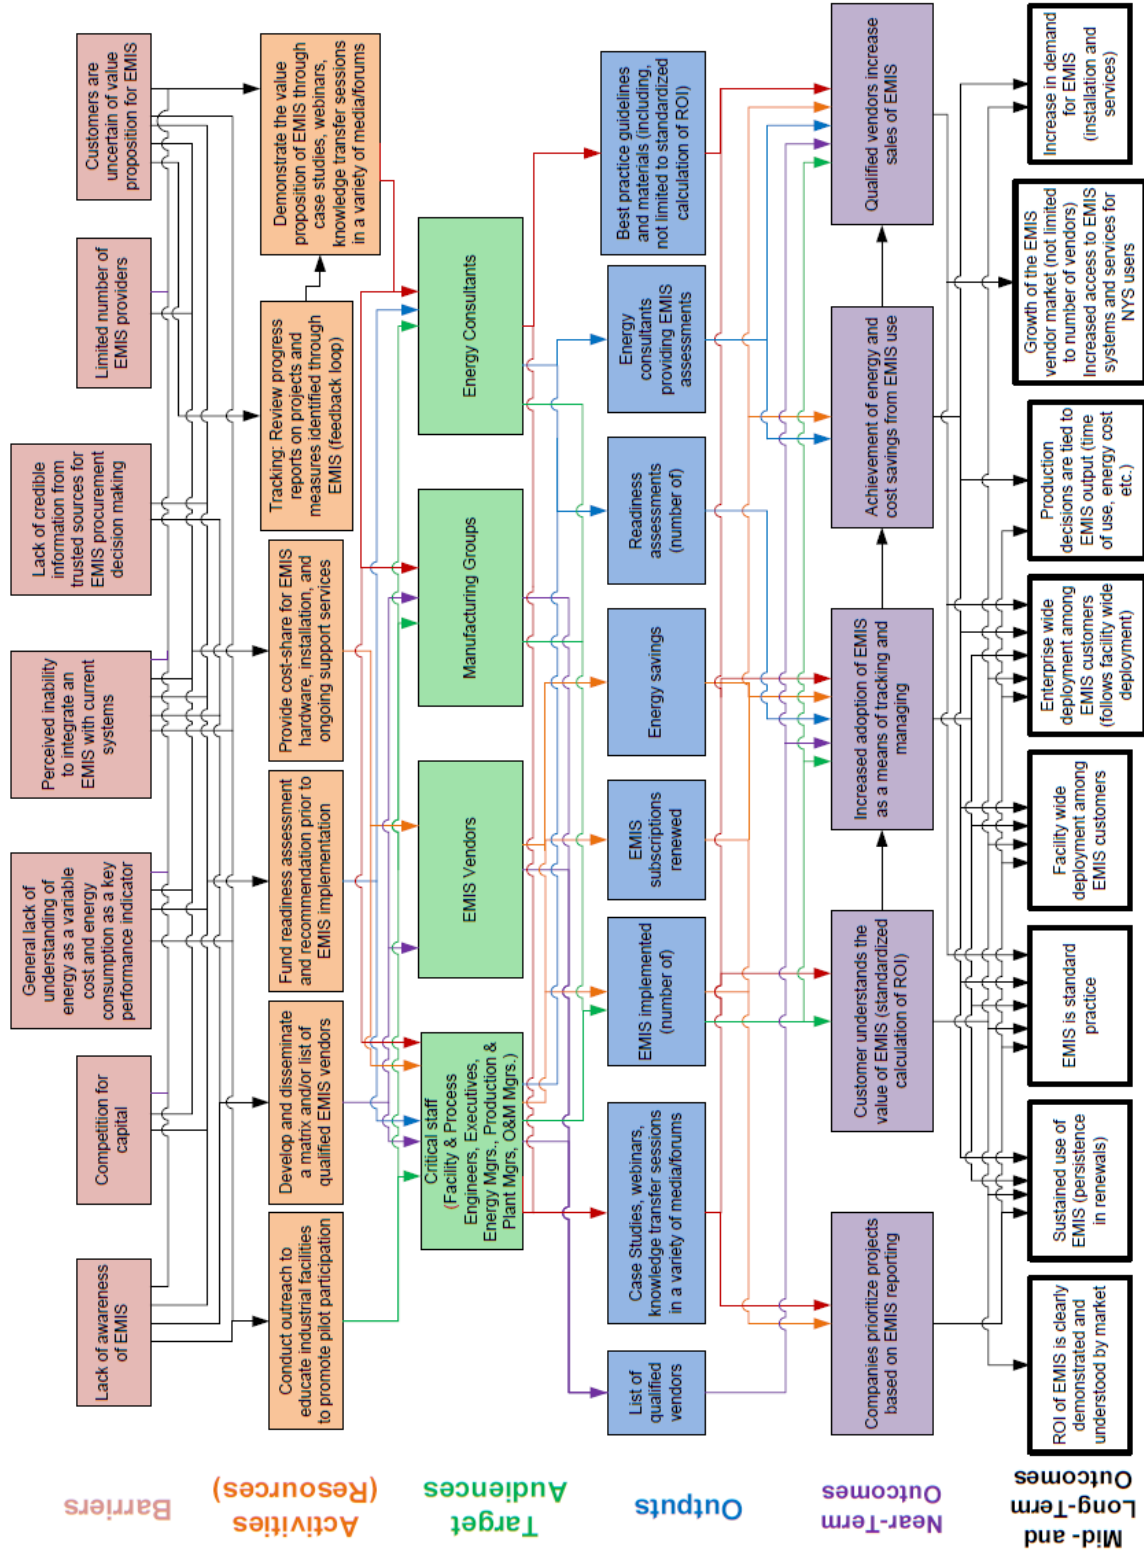 Barriers
Lack of awareness
of EMIS
Competition for
capital
General lack of
understanding of
energy as a variable
cost and energy
consumption as a key
performance indicator
Perceived inability
to integrate an
EMIS with current
systems
Lack of credible
information from
trusted sources for
EMIS procurement
decision making
Limited number of
EMIS providers
Customers are
uncertain of value
proposition for EMIS
Activities
(Resources)
Conduct outreach to
educate industrial facilities
to promote pilot participation
Develop and disseminate
a matrix and/or list of
qualified EMIS vendors
Fund readiness assessment
and recommendation prior to
EMIS implementation
Provide cost-share for EMIS
hardware, installation, and
ongoing support services
Tracking: Review progress
reports on projects and
measures identified through
EMIS (feedback loop)
Demonstrate the value
proposition of EMIS through
case studies, webinars,
knowledge transfer sessions
in a variety of media/forums
Target
Audiences
Critical staff
(Facility & Process
Engineers, Executives,
Energy Mgrs., Production &
Plant Mgrs, O&M Mgrs.)
EMIS Vendors
Manufacturing Groups
Energy Consultants
Outputs
List of
qualified
vendors
Case Studies, webinars,
knowledge transfer sessions
in a variety of media/forums
EMIS implemented
(number of)
EMIS
subscriptions
renewed
Energy savings
Readiness
assessments
(number of)
Energy
consultants
providing EMIS
assessments
Best practice guidelines
and materials (including,
not limited to standardized
calculation of ROI)
Near-Term
Outcomes
Companies prioritize projects
based on EMIS reporting
Customer understands the
value of EMIS (standardized
calculation of ROI)
Increased adoption of EMIS
as a means of tracking and
managing
Achievement of energy and
cost savings from EMIS use
Qualified vendors increase
sales of EMIS
Mid- and
Long-Term
Outcomes
ROI of EMIS is clearly
demonstrated and
understood by market
Sustained use of
EMIS (persistence
in renewals)
EMIS is standard
practice
Facility wide
deployment among
EMIS customers
Enterprise wide
deployment among
EMIS customers
(follows facility wide
deployment)
Production
decisions are tied to
EMIS output (time
of use, energy cost
etc.)
Growth of the EMIS
vendor market (not limited
to number of vendors)
Increased access to EMIS
systems and services for
NYS users
Increase in demand
for EMIS
(installation and
services)